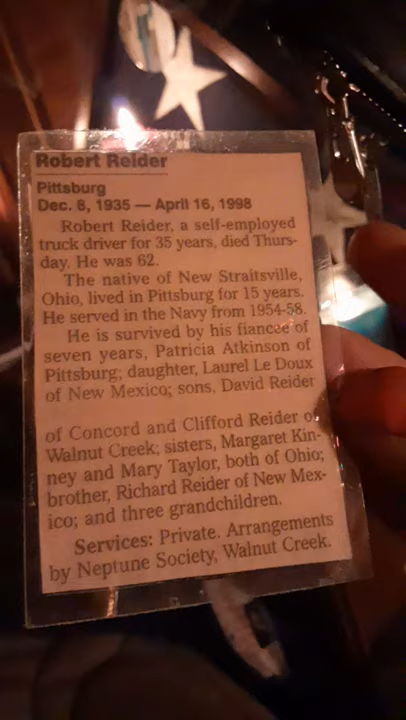 Robert Reider
Pittsburg
Dec. 8, 1935 — April 16, 1998
Robert Reider, a self-employed
truck driver for 35 years, died Thurs-
day. He was 62.
The native of New Straitsville,
Ohio, lived in Pittsburg for 15 years.
He served in the Navy from 1954-58.
He is survived by his fiancee of
seven years, Patricia Atkinson of
Pittsburg; daughter, Laurel Le Doux
of New Mexico; sons, David Reider
of Concord and Clifford Reider of
Walnut Creek; sisters, Margaret Kin-
ney and Mary Taylor, both of Ohio;
brother, Richard Reider of New Mex-
ico; and three grandchildren.
Services: Private. Arrangements
by Neptune Society, Walnut Creek.